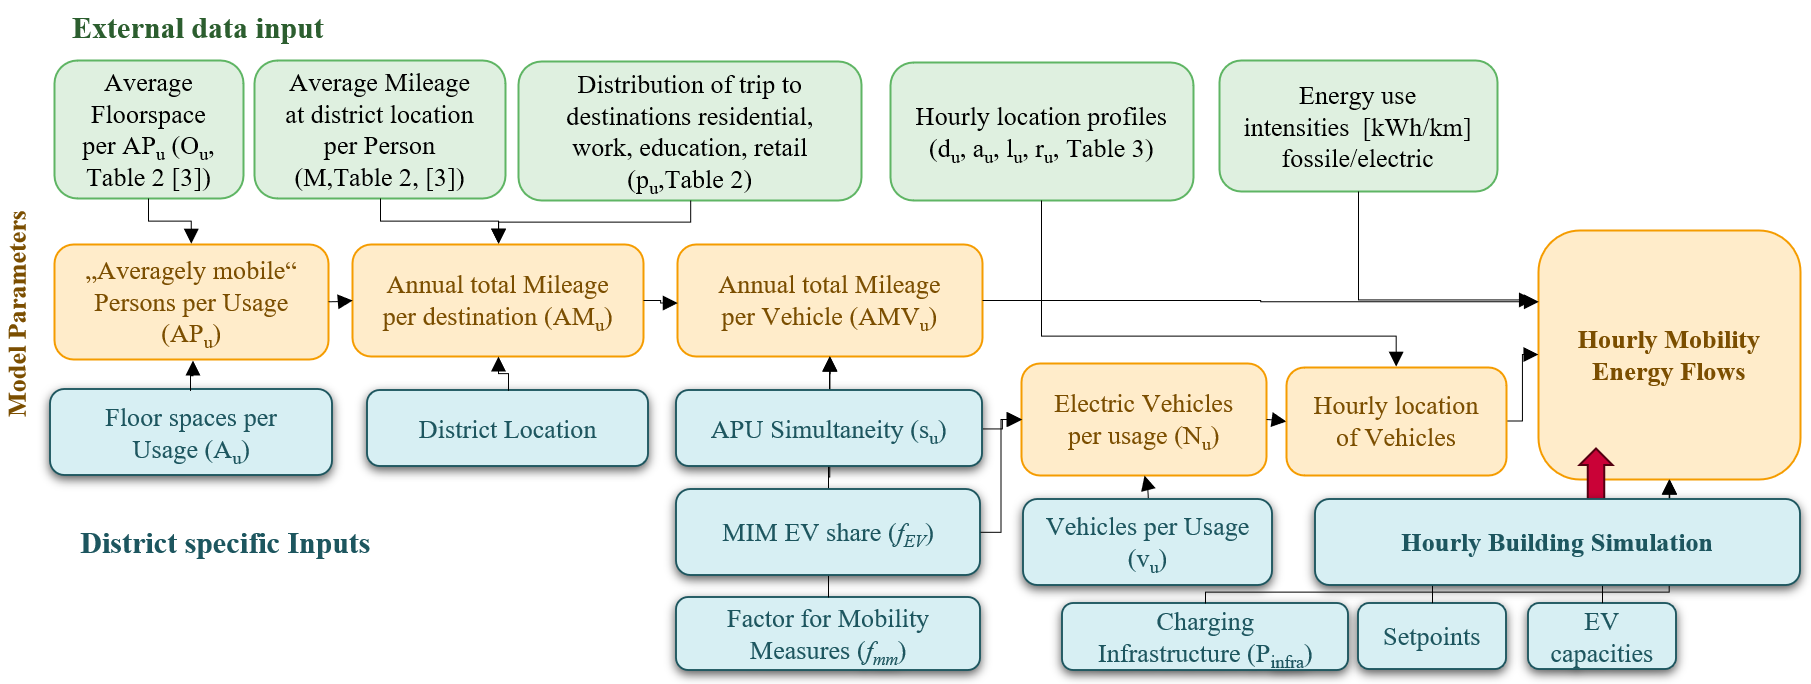 External data input
Average
Floorspace
per APu (Ou,
Table 2 [3])
Average Mileage
at district location
per Person
(M,Table 2, [3])
Distribution of trip to
destinations residential,
work, education, retail
(pu,Table 2)
Hourly location profiles
(du, au, lu, ru, Table 3)
Energy use
intensities [kWh/km]
fossile/electric
Model Parameters
„Averagely mobile“
Persons per Usage
(APu)
Annual total Mileage
per destination (AMu)
Annual total Mileage
per Vehicle (AMVu)
Hourly Mobility
Energy Flows
Electric Vehicles
per usage (Nu)
Hourly location
of Vehicles
Floor spaces per
Usage (Au)
District Location
APU Simultaneity (su)
MIM EV share (fEV)
Factor for Mobility
Measures (fmm)
Vehicles per Usage
(vu)
Hourly Building Simulation
District specific Inputs
Charging
Infrastructure (Pinfra)
Setpoints
EV
capacities